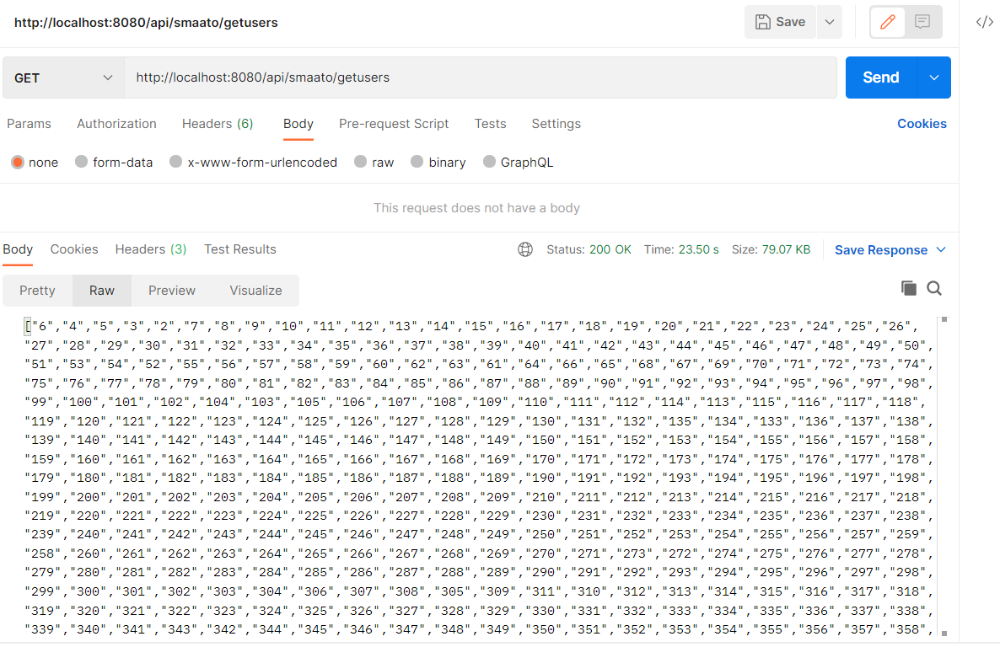 http://localhost:8080/api/smaato/getusers
Save
GET
http://localhost:8080/api/smaato/getusers
Send
Params Authorization Headers (6) Body Pre-request Script Tests Settings Cookies
none form-data x-www-form-urlencoded raw binary GraphQL
This request does not have a body
Body Cookies Headers (3) Test Results Status: 200 OK Time: 23.50 s Size: 79.07 KB Save Response
Pretty Raw Preview Visualize
["6","4","5","3","2","7","8","9","10","11","12","13","14","15","16","17","18","19","20","21","22","23","24","25","26",
"27","28","29","30","31","32","33","34","35","36","37","38","39","40","41","42","43","44","45","46","47","48","49","50",
"51","53","54","52","55","56","57","58","59","60","62","63","61","64","66","65","68","67","69","70","71","72","73","74",
"75","76","77","78","79","80","81","82","83","84","85","86","87","88","89","90","91","92","93","94","95","96","97","98",
"99","100","101","102","104","103","105","106","107","108","109","110","111","112","114","113","115","116","117","118",
"119","120","121","122","123","124","125","126","127","128","129","130","131","132","135","134","133","136","137","138",
"139","140","141","142","143","144","145","146","147","148","149","150","151","152","153","154","155","156","157","158",
"159","160","161","162","163","164","165","166","167","168","169","170","171","172","173","174","175","176","177","178",
"179","180","181","182","183","184","185","186","187","188","189","190","191","192","193","194","195","196","197","198",
"199","200","201","202","203","204","205","206","207","208","209","210","211","212","213","214","215","216","217","218",
"219","220","221","222","223","224","225","226","227","228","229","230","231","232","233","234","235","236","237","238",
"239","240","241","242","243","244","245","246","247","248","249","250","251","252","253","254","255","256","257","259",
"258","260","261","262","263","264","265","266","267","268","269","270","271","273","272","274","275","276","277","278",
"279","280","281","282","283","284","285","286","287","288","289","290","291","292","293","294","295","296","297","298",
"299","300","301","302","303","304","306","307","308","305","309","311","310","312","313","314","315","316","317","318",
"319","320","321","322","323","324","325","326","327","328","329","330","331","332","333","334","335","336","337","338",
"339","340","341","343","342","344","345","346","347","348","349","350","351","352","353","354","355","356","357","358",